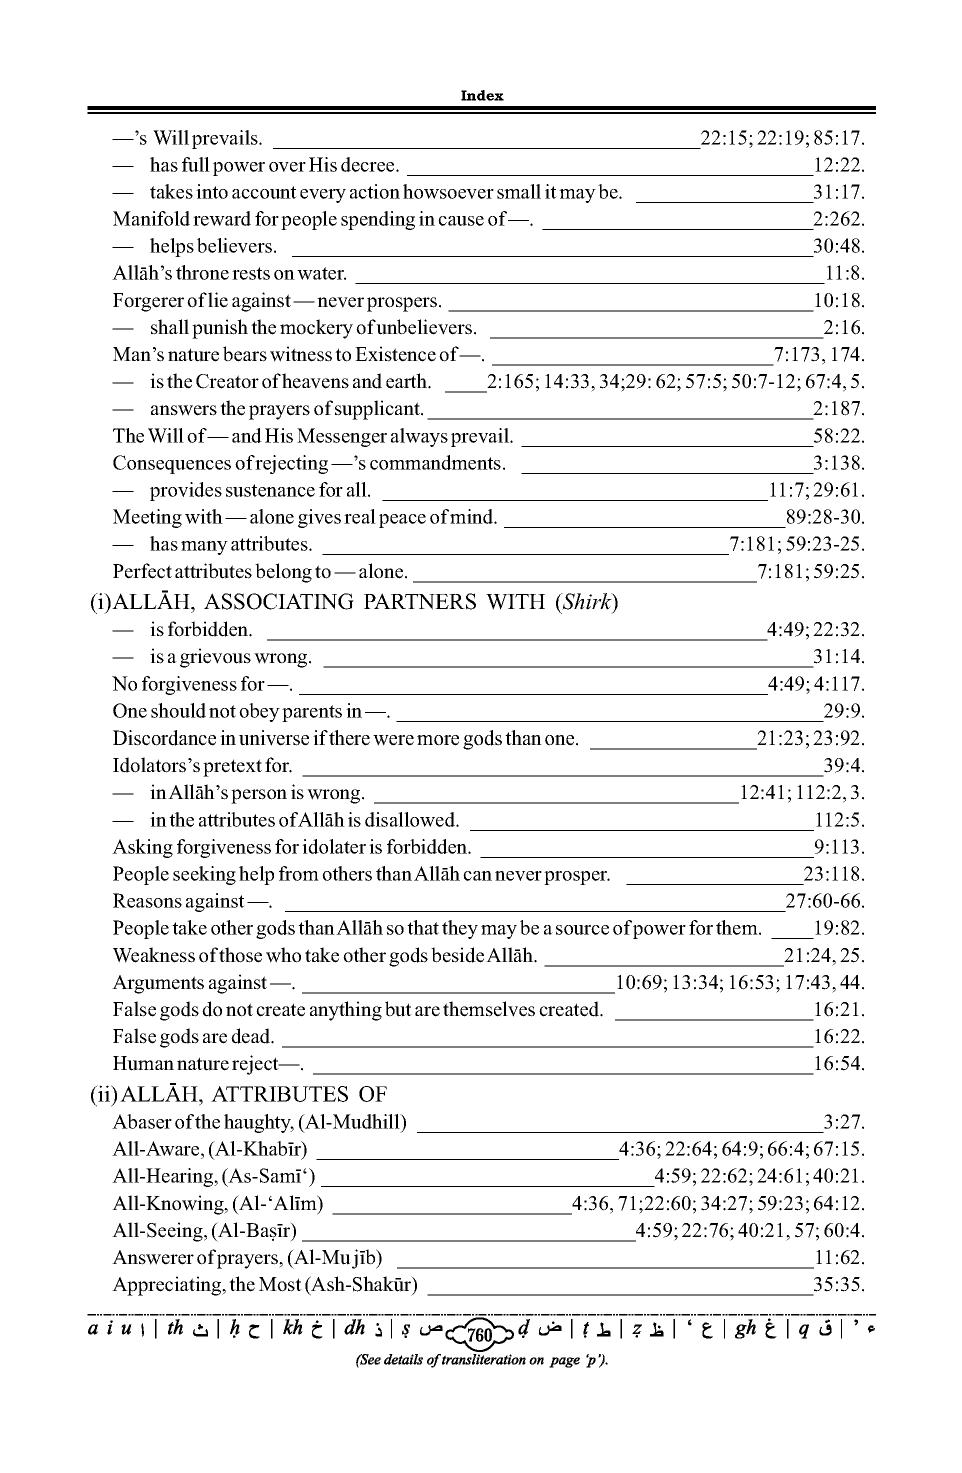 Index
—’s Will prevails. 22:15; 22:19; 85:17.
— has full power over His decree. 12:22.
— takes into account every action howsoever small it may be. 31:17.
Manifold reward for people spending in cause of —. 2:262.
— helps believers. 30:48.
Allāh’s throne rests on water. 11:8.
Forgerer of lie against — never prospers. 10:18.
— shall punish the mockery of unbelievers. 2:16.
Man’s nature bears witness to Existence of —. 7:173, 174.
— is the Creator of heavens and earth. 2:165; 14:33, 34;29: 62; 57:5; 50:7-12; 67:4, 5.
— answers the prayers of supplicant. 2:187.
The Will of — and His Messenger always prevail. 58:22.
Consequences of rejecting —’s commandments. 3:138.
— provides sustenance for all. 11:7; 29:61.
Meeting with — alone gives real peace of mind. 89:28-30.
— has many attributes. 7:181; 59:23-25.
Perfect attributes belong to — alone. 7:181; 59:25.
(i) ALLĀH, ASSOCIATING PARTNERS WITH (Shirk)
— is forbidden. 4:49; 22:32.
— is a grievous wrong. 31:14.
No forgiveness for —. 4:49; 4:117.
One should not obey parents in —. 29:9.
Discordance in universe if there were more gods than one. 21:23; 23:92.
Idolators’s pretext for. 39:4.
— in Allāh’s person is wrong. 12:41; 112:2, 3.
— in the attributes of Allāh is disallowed. 112:5.
Asking forgiveness for idolater is forbidden. 9:113.
People seeking help from others than Allāh can never prosper. 23:118.
Reasons against —. 27:60-66.
People take other gods than Allāh so that they may be a source of power for them. 19:82.
Weakness of those who take other gods beside Allāh. 21:24, 25.
Arguments against —. 10:69; 13:34; 16:53; 17:43, 44.
False gods do not create anything but are themselves created. 16:21.
False gods are dead. 16:22.
Human nature reject—. 16:54.
(ii) ALLĀH, ATTRIBUTES OF
Abaser of the haughty, (Al-Mudhill) 3:27.
All-Aware, (Al-Khabīr) 4:36; 22:64; 64:9; 66:4; 67:15.
All-Hearing, (As-Samī‘) 4:59; 22:62; 24:61; 40:21.
All-Knowing, (Al-‘Alīm) 4:36, 71;22:60; 34:27; 59:23; 64:12.
All-Seeing, (Al-Baṣīr) 4:59; 22:76; 40:21, 57; 60:4.
Answerer of prayers, (Al-Mujīb) 11:62.
Appreciating, the Most (Ash-Shakūr) 35:35.
a i u ا | th ث | ḥ ح | kh خ | dh ذ | ṣ ص 760 ḍ ض | ṭ ط | ẓ ظ | ‘ ع | gh غ | q ق | ’ ء
(See details of transliteration on page ‘p’).